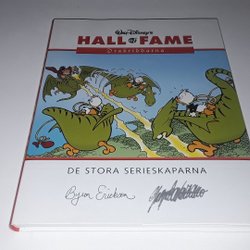 Walt Disney's
HALL of FAME
Drakriddarna
DE STORA SERIESKAPARNA
Byron Erickson